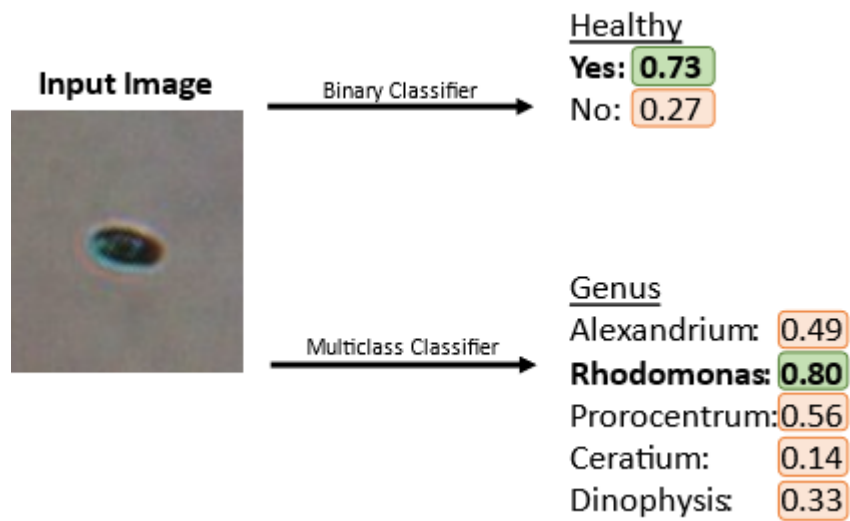 Input Image
Binary Classifier
Healthy
Yes: 0.73
No: 0.27
Multiclass Classifier
Genus
Alexandrium: 0.49
Rhodomonas: 0.80
Prorocentrum: 0.56
Ceratium: 0.14
Dinophysis: 0.33